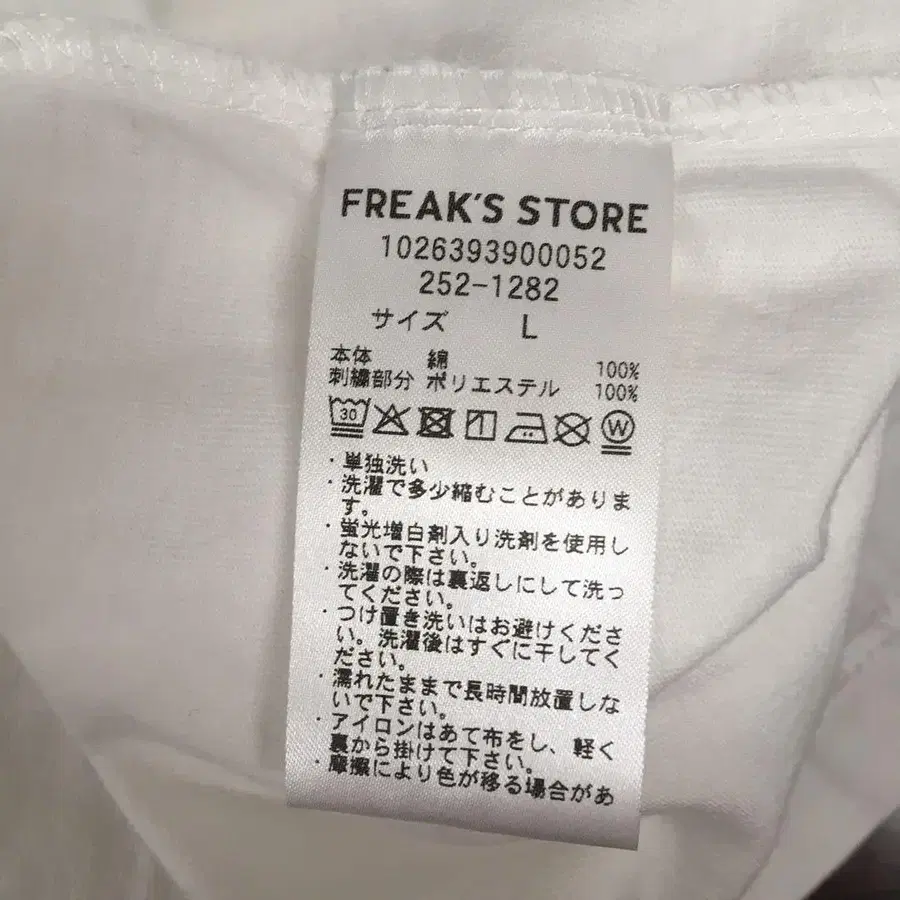 FREAK'S STORE
1026393900052
252-1282
サイズ L
本体 綿 100%
刺繍部分 ポリエステル 100%
30 W
・単独洗い
・洗濯で多少縮むことがありま
す。
・蛍光増白剤入り洗剤を使用し
ないで下さい。
・洗濯の際は裏返しにして洗っ
てください。
・つけ置き洗いはお避けくださ
い。洗濯後はすぐに干してく
ださい。
・濡れたままで長時間放置しな
いで下さい。
・アイロンはあて布をし、軽く
裏から掛けて下さい。
・摩擦により色が移る場合があ